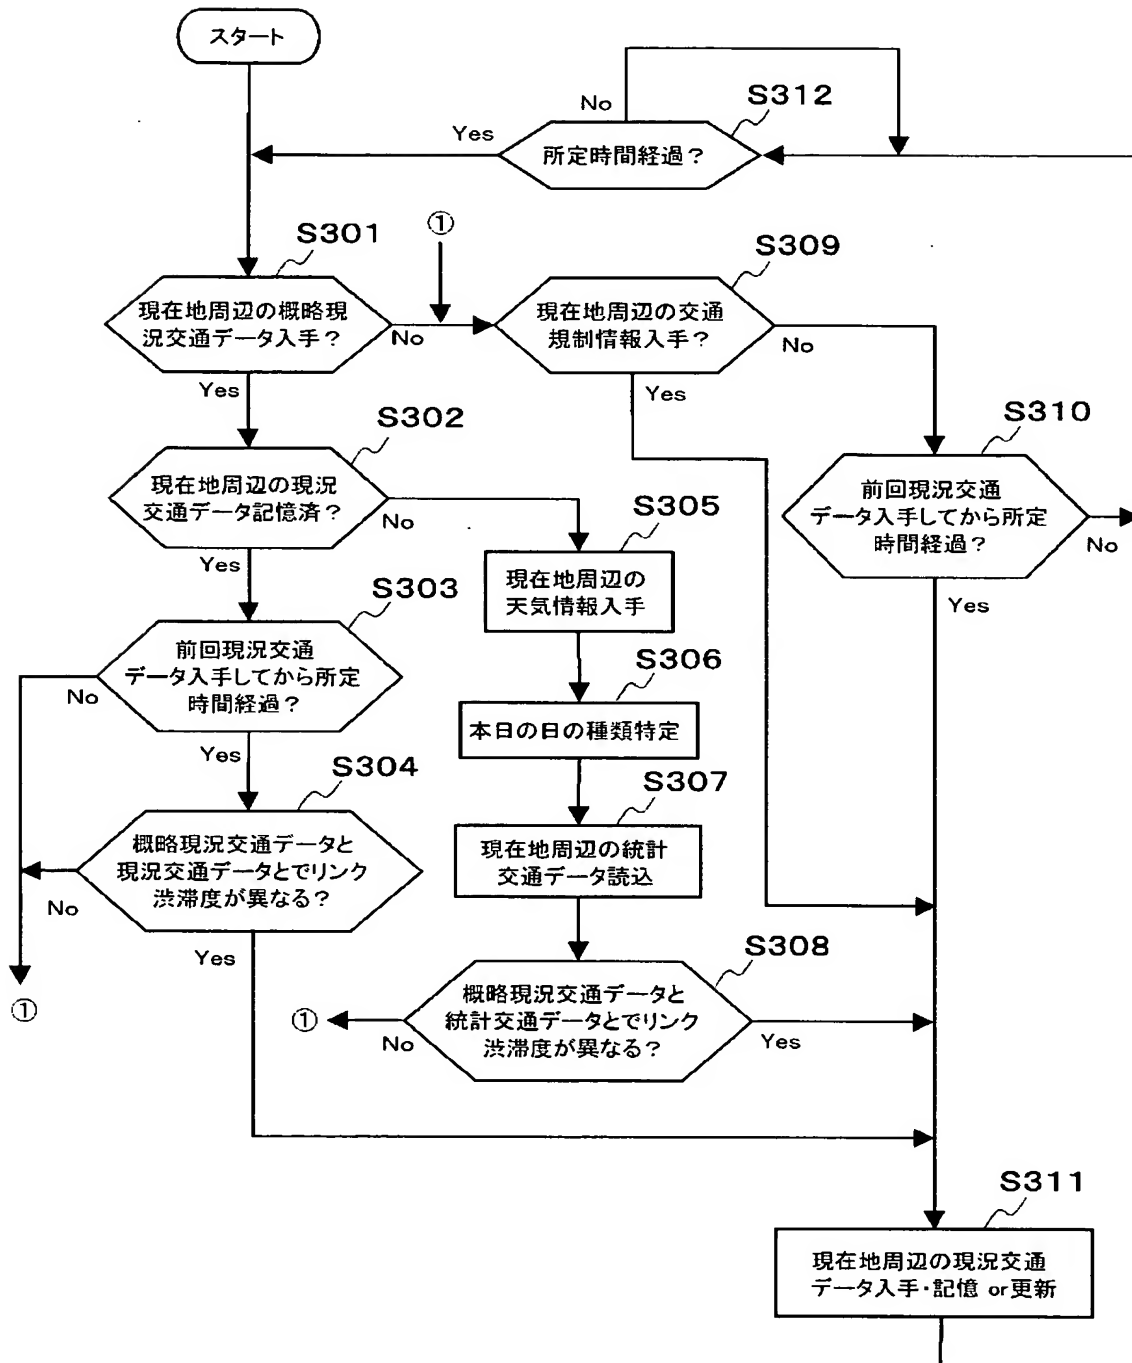 スタート
S312
No
Yes
所定時間経過？
S301
①
S309
現在地周辺の概略現
況交通データ入手？
No
現在地周辺の交通
規制情報入手？
No
Yes
Yes
S302
S310
現在地周辺の現況
交通データ記憶済？
No
S305
前回現況交通
データ入手してから所定
時間経過？
No
Yes
現在地周辺の
天気情報入手
Yes
S303
前回現況交通
データ入手してから所定
時間経過？
No
S306
本日の日の種類特定
Yes
S304
S307
概略現況交通データと
現況交通データとでリンク
渋滞度が異なる？
No
現在地周辺の統計
交通データ読込
Yes
S308
①
①
概略現況交通データと
統計交通データとでリンク
渋滞度が異なる？
No
Yes
S311
現在地周辺の現況交通
データ入手・記憶 or更新